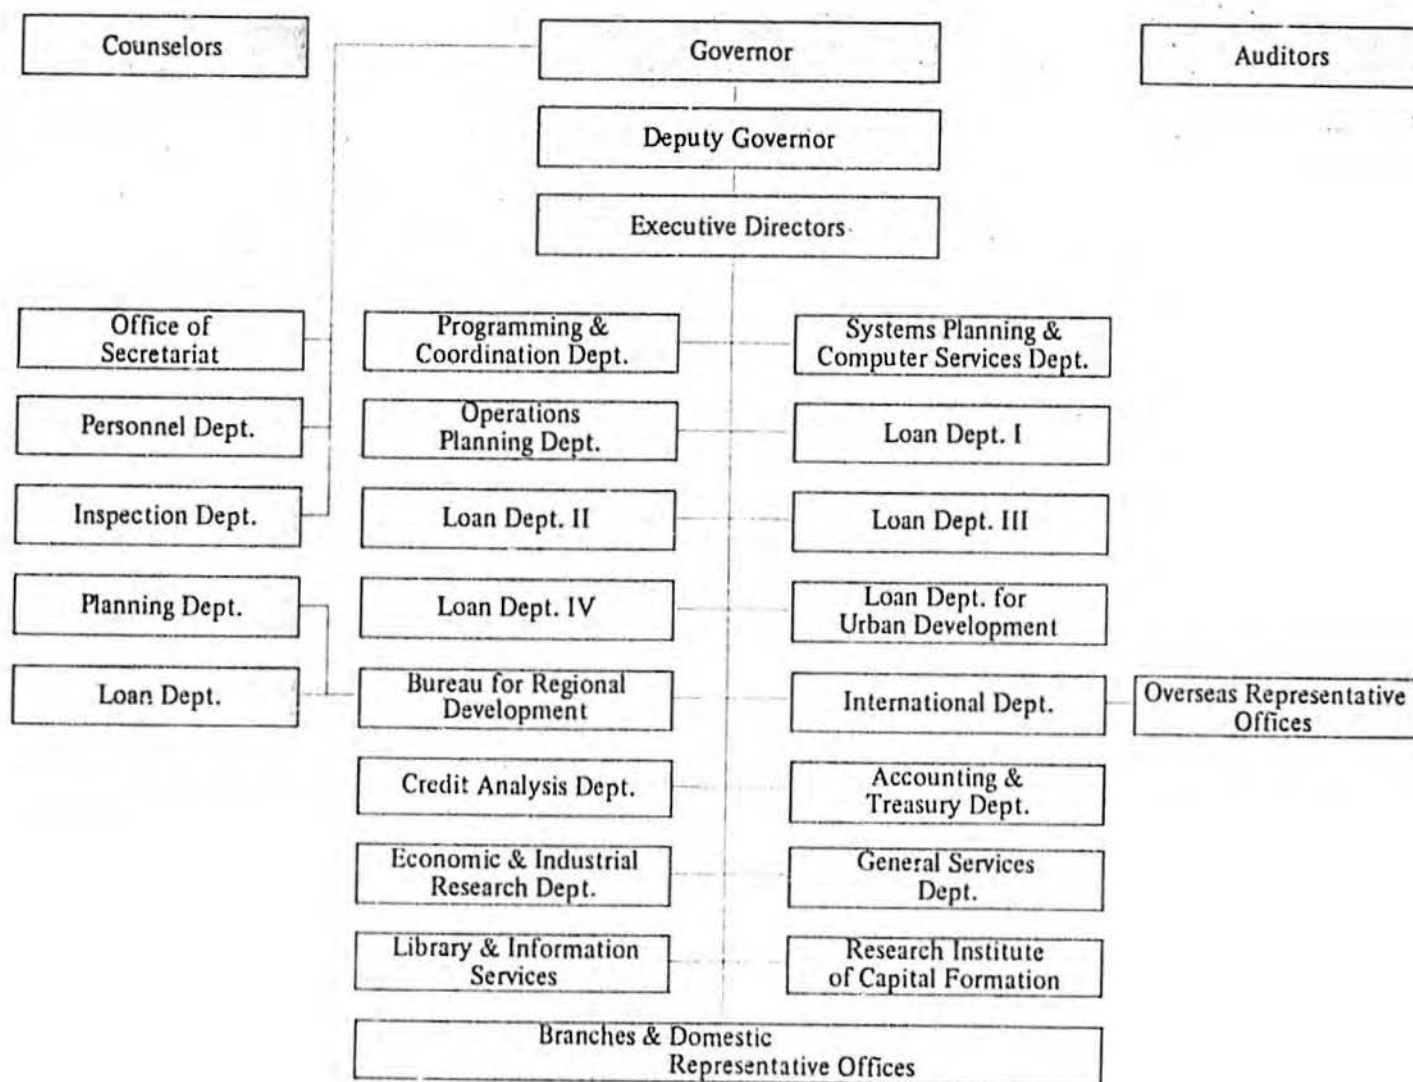 Counselors
Governor
Auditors
Deputy Governor
Executive Directors
Office of
Secretariat
Programming &
Coordination Dept.
Systems Planning &
Computer Services Dept.
Personnel Dept.
Operations
Planning Dept.
Loan Dept. I
Inspection Dept.
Loan Dept. II
Loan Dept. III
Planning Dept.
Loan Dept. IV
Loan Dept. for
Urban Development
Loan Dept.
Bureau for Regional
Development
International Dept.
Overseas Representative
Offices
Credit Analysis Dept.
Accounting &
Treasury Dept.
Economic & Industrial
Research Dept.
General Services
Dept.
Library & Information
Services
Research Institute
of Capital Formation
Branches & Domestic
Representative Offices